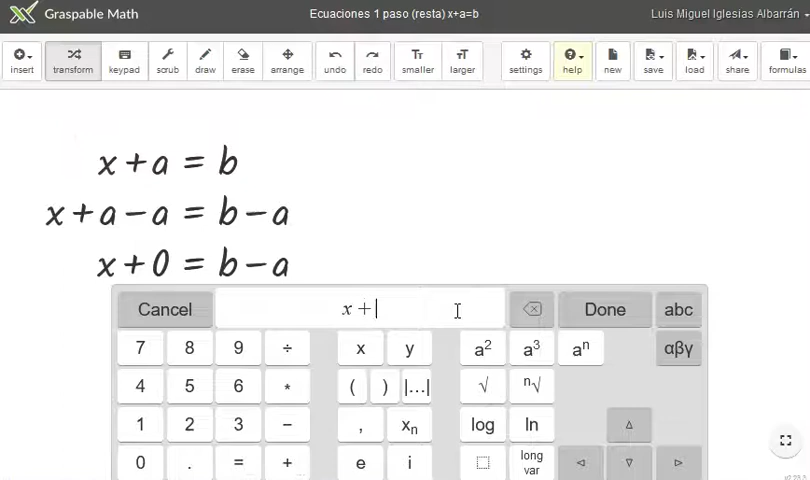 Graspable Math Ecuaciones 1 paso (resta) x+a=b Luis Miguel Iglesias Albarrán
insert transform keypad scrub draw erase arrange undo redo smaller larger settings help new save load share formulas
x + a = b
x + a − a = b − a
x + 0 = b − a
Cancel x + Done abc
7 8 9 ÷ x y a² a³ aⁿ αβγ
4 5 6 * ( ) |...| √ ⁿ√
1 2 3 − , xₙ log ln
0 . = + e i long var